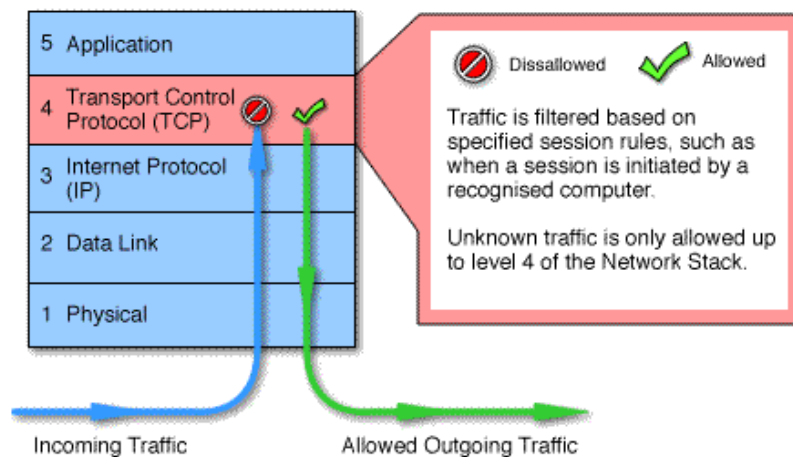 5 Application
4 Transport Control
Protocol (TCP)
3 Internet Protocol
(IP)
2 Data Link
1 Physical
Incoming Traffic
Allowed Outgoing Traffic
Dissallowed
Allowed
Traffic is filtered based on
specified session rules, such as
when a session is initiated by a
recognised computer.
Unknown traffic is only allowed up
to level 4 of the Network Stack.